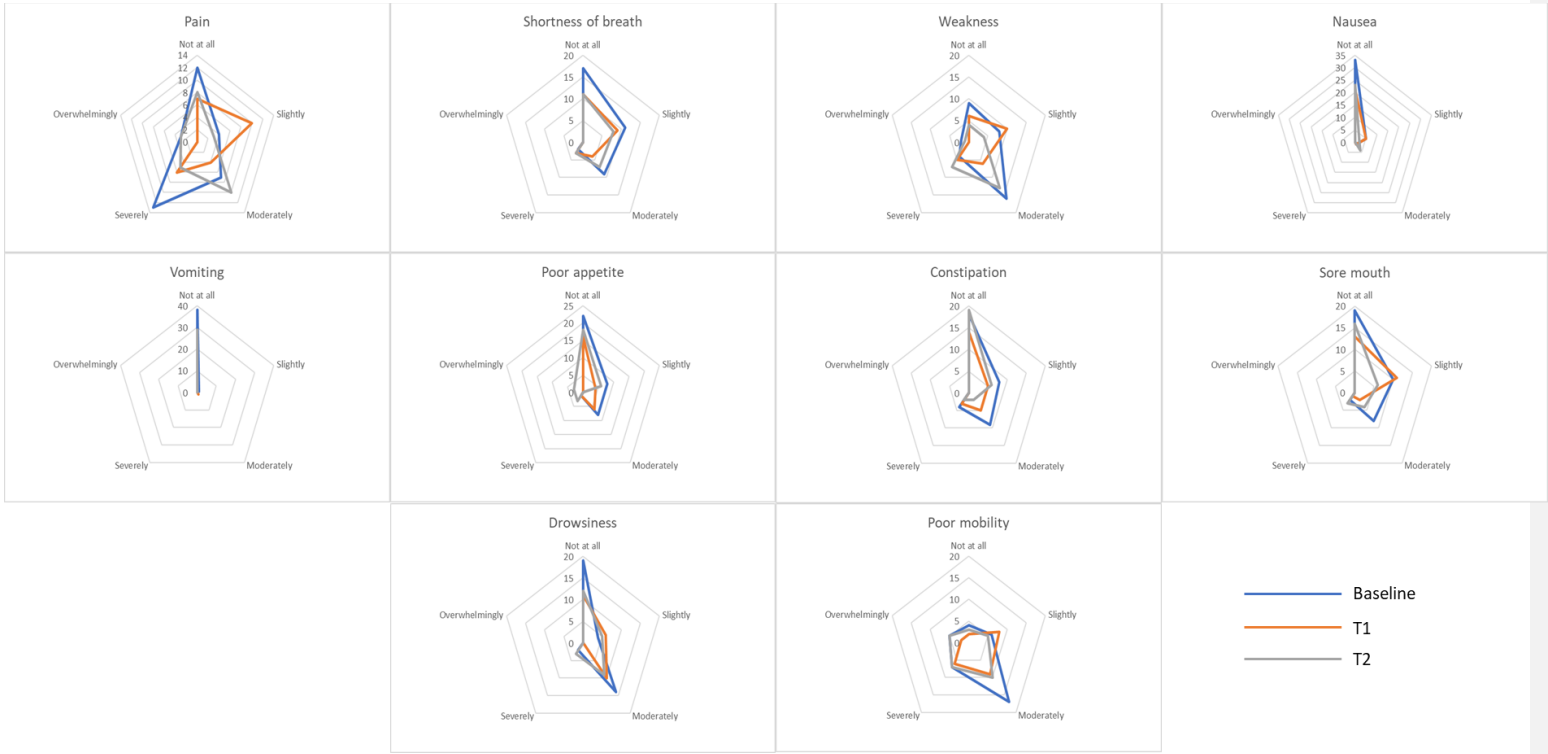 Pain
Not at all
14
12
10
8
6
4
2
0
Overwhelmingly
Slightly
Severely
Moderately
Shortness of breath
Not at all
20
15
10
5
0
Overwhelmingly
Slightly
Severely
Moderately
Weakness
Not at all
20
15
10
5
0
Overwhelmingly
Slightly
Severely
Moderately
Nausea
Not at all
35
30
25
20
15
10
5
0
Overwhelmingly
Slightly
Severely
Moderately
Vomiting
Not at all
40
30
20
10
0
Overwhelmingly
Slightly
Severely
Moderately
Poor appetite
Not at all
25
20
15
10
5
0
Overwhelmingly
Slightly
Severely
Moderately
Constipation
Not at all
20
15
10
5
0
Overwhelmingly
Slightly
Severely
Moderately
Sore mouth
Not at all
20
15
10
5
0
Overwhelmingly
Slightly
Severely
Moderately
Drowsiness
Not at all
20
15
10
5
0
Overwhelmingly
Slightly
Severely
Moderately
Poor mobility
Not at all
20
15
10
5
0
Overwhelmingly
Slightly
Severely
Moderately
Baseline
T1
T2